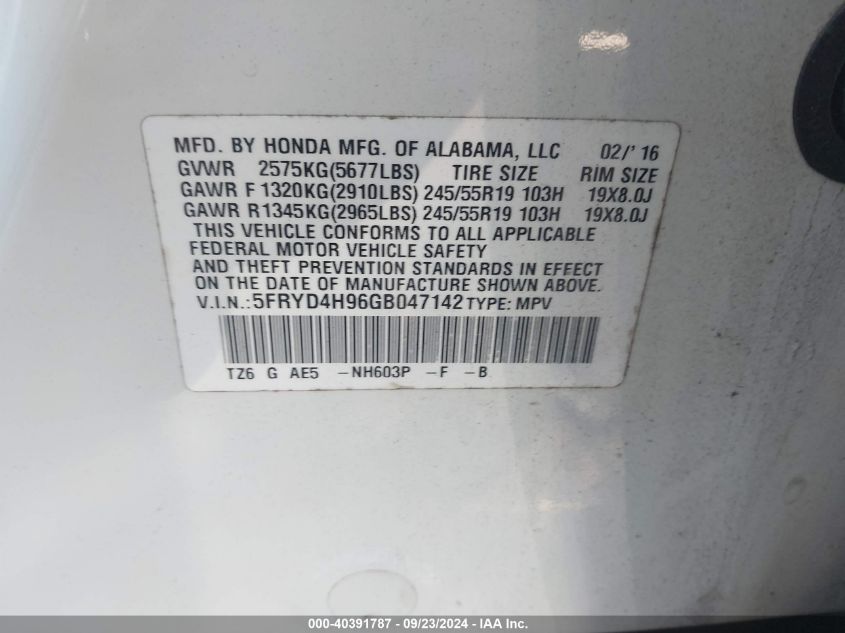 MFD. BY HONDA MFG. OF ALABAMA, LLC 02/' 16
GVWR 2575KG(5677LBS) TIRE SIZE RIM SIZE
GAWR F 1320KG(2910LBS) 245/55R19 103H 19X8.0J
GAWR R1345KG(2965LBS) 245/55R19 103H 19X8.0J
THIS VEHICLE CONFORMS TO ALL APPLICABLE
FEDERAL MOTOR VEHICLE SAFETY
AND THEFT PREVENTION STANDARDS IN EFFECT
ON THE DATE OF MANUFACTURE SHOWN ABOVE.
V.I.N.:5FRYD4H96GB047142 TYPE: MPV
TZ6 G AE5 -NH603P -F -B
000-40391787 - 09/23/2024 - IAA Inc.